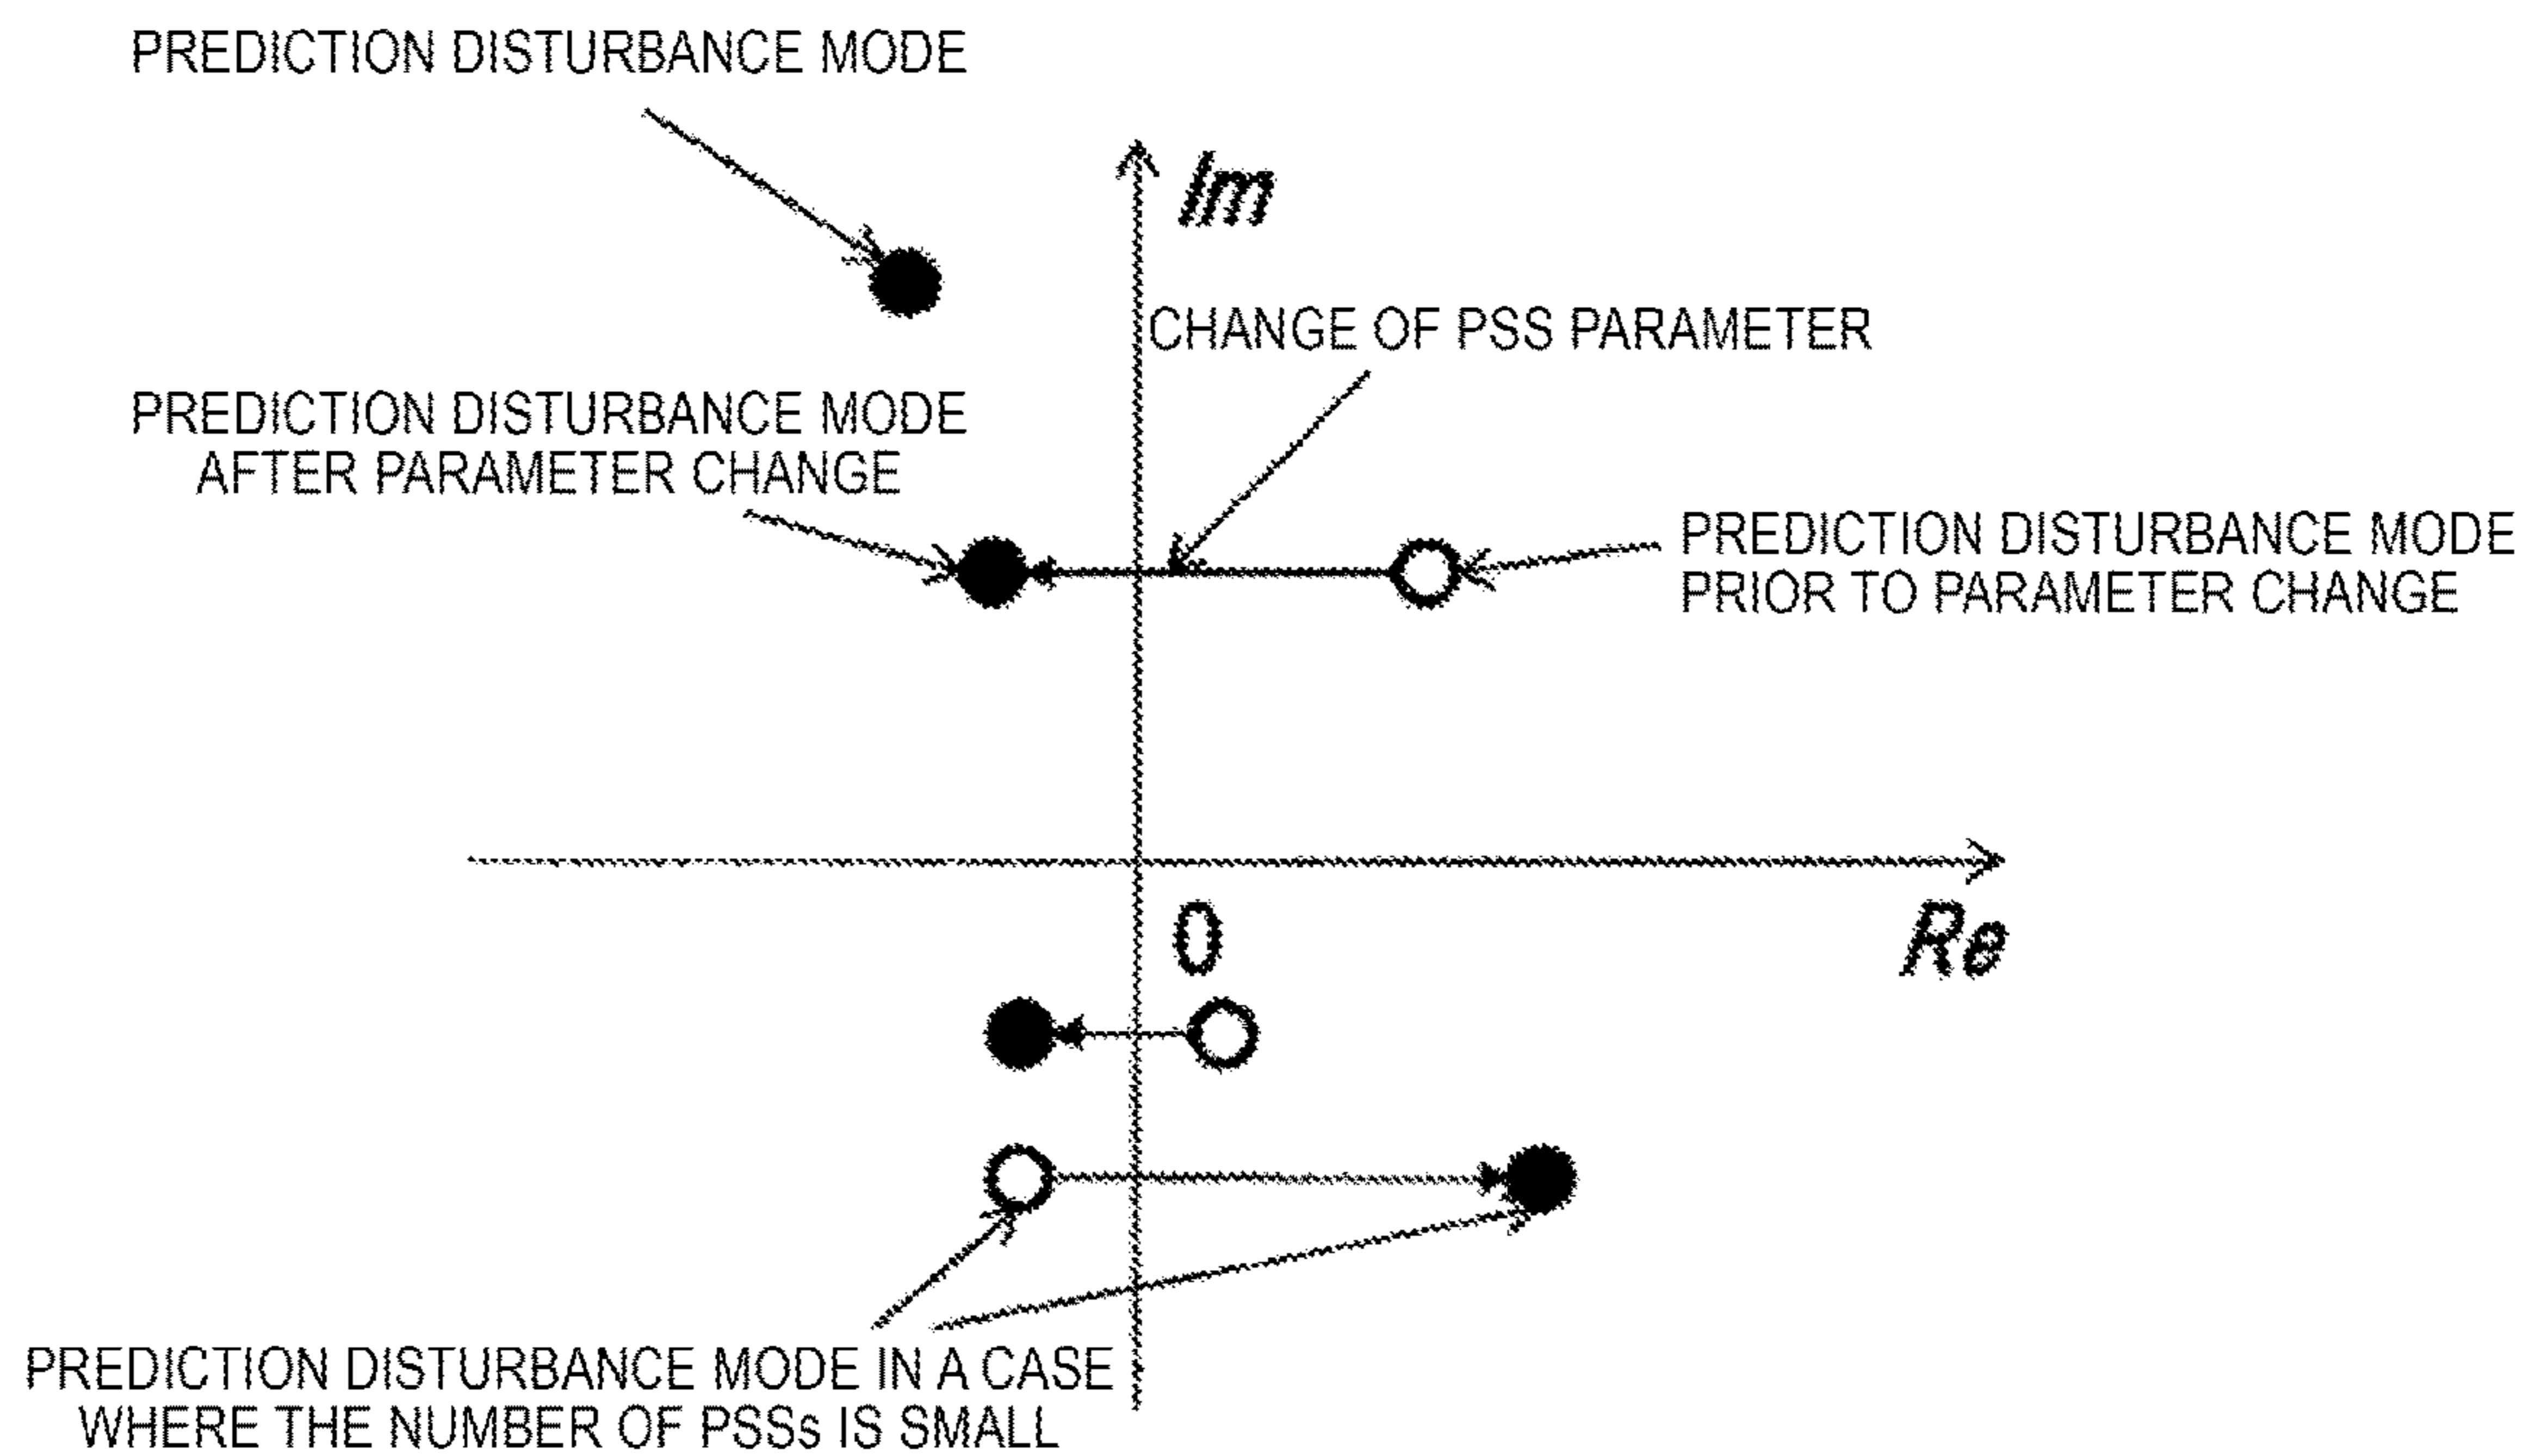 PREDICTION DISTURBANCE MODE
Im
CHANGE OF PSS PARAMETER
PREDICTION DISTURBANCE MODE
AFTER PARAMETER CHANGE
PREDICTION DISTURBANCE MODE
PRIOR TO PARAMETER CHANGE
0
Re
PREDICTION DISTURBANCE MODE IN A CASE
WHERE THE NUMBER OF PSSs IS SMALL